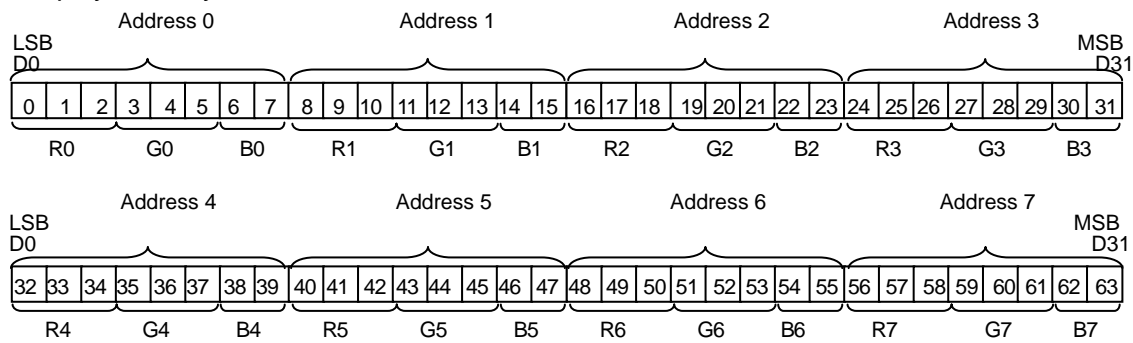 Address 0 Address 1 Address 2 Address 3
LSB MSB
D0 D31
0 1 2 3 4 5 6 7 8 9 10 11 12 13 14 15 16 17 18 19 20 21 22 23 24 25 26 27 28 29 30 31
R0 G0 B0 R1 G1 B1 R2 G2 B2 R3 G3 B3
Address 4 Address 5 Address 6 Address 7
LSB MSB
D0 D31
32 33 34 35 36 37 38 39 40 41 42 43 44 45 46 47 48 49 50 51 52 53 54 55 56 57 58 59 60 61 62 63
R4 G4 B4 R5 G5 B5 R6 G6 B6 R7 G7 B7